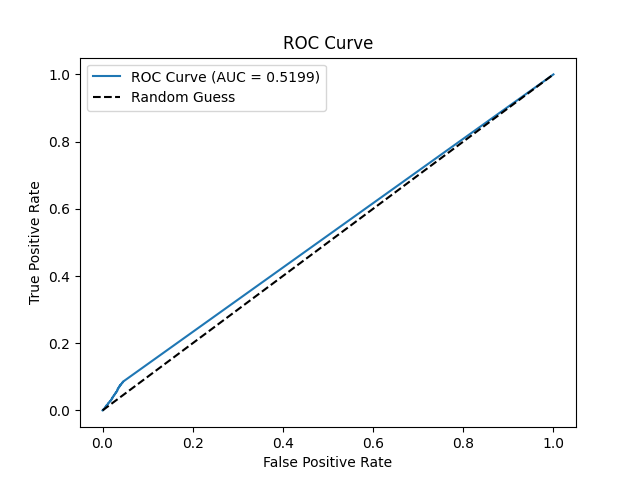 ROC Curve
ROC Curve (AUC = 0.5199)
Random Guess
True Positive Rate
1.0
0.8
0.6
0.4
0.2
0.0
0.0 0.2 0.4 0.6 0.8 1.0
False Positive Rate